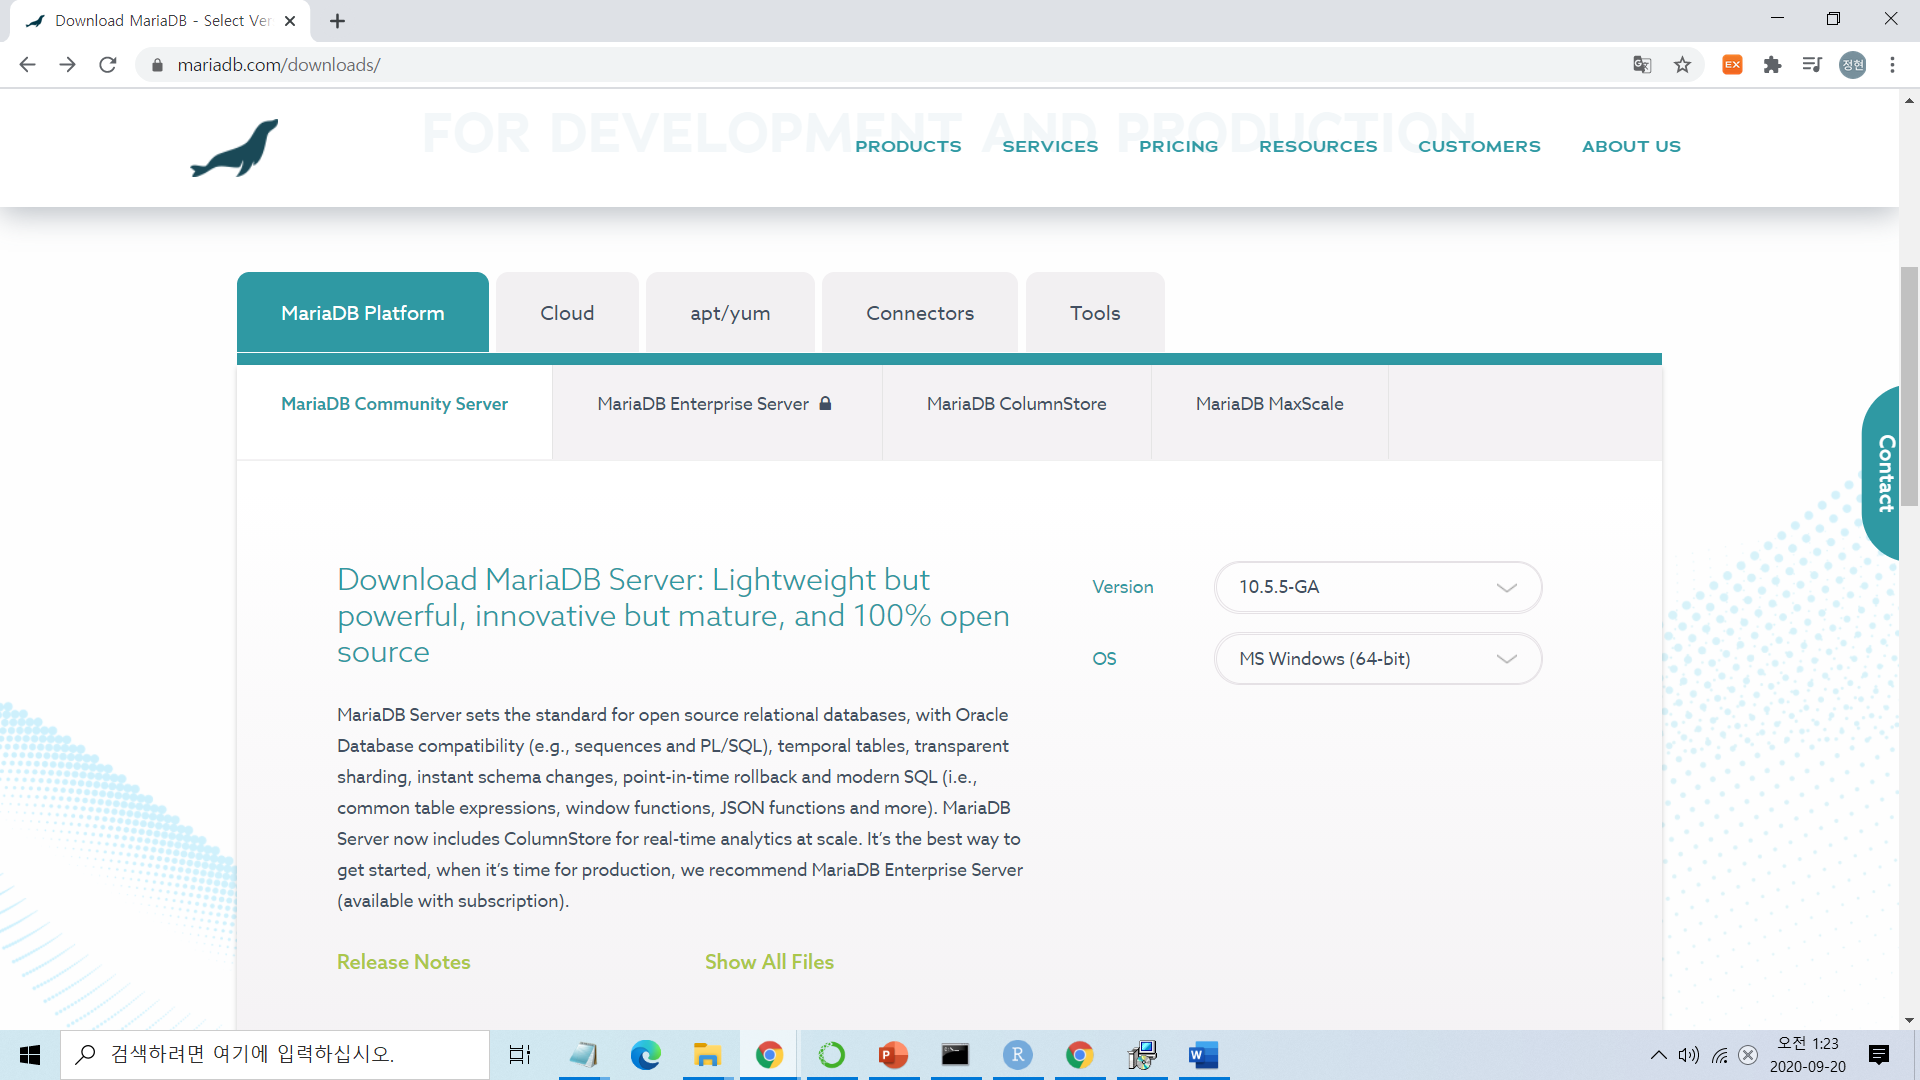 Download MariaDB - Select Ver
mariadb.com/downloads/
EX
정현
FOR DEVELOPMENT AND PRODUCTION
PRODUCTS SERVICES PRICING RESOURCES CUSTOMERS ABOUT US
MariaDB Platform Cloud apt/yum Connectors Tools
MariaDB Community Server MariaDB Enterprise Server MariaDB ColumnStore MariaDB MaxScale
Contact
Download MariaDB Server: Lightweight but
powerful, innovative but mature, and 100% open
source
Version 10.5.5-GA
OS MS Windows (64-bit)
MariaDB Server sets the standard for open source relational databases, with Oracle
Database compatibility (e.g., sequences and PL/SQL), temporal tables, transparent
sharding, instant schema changes, point-in-time rollback and modern SQL (i.e.,
common table expressions, window functions, JSON functions and more). MariaDB
Server now includes ColumnStore for real-time analytics at scale. It’s the best way to
get started, when it’s time for production, we recommend MariaDB Enterprise Server
(available with subscription).
Release Notes Show All Files
검색하려면 여기에 입력하십시오.
P
R
W
오전 1:23
2020-09-20